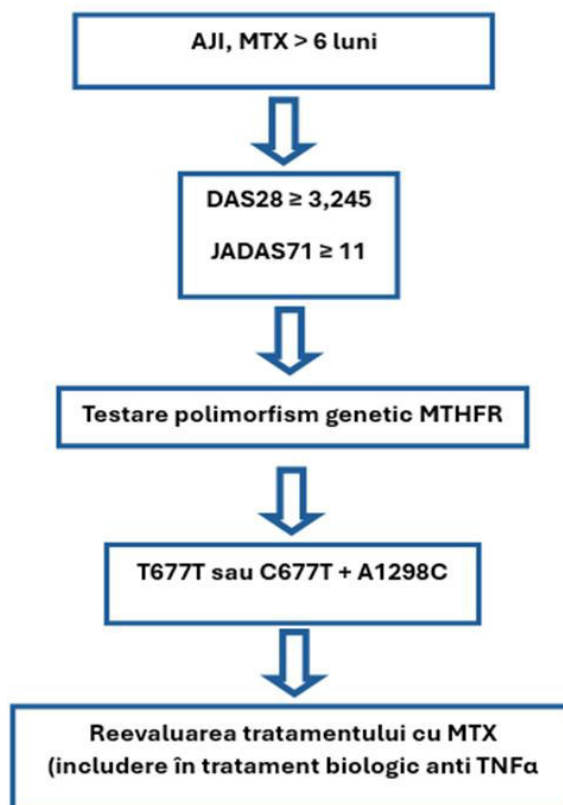 AJI, MTX > 6 luni
DAS28 ≥ 3,245
JADAS71 ≥ 11
Testare polimorfism genetic MTHFR
T677T sau C677T + A1298C
Reevaluarea tratamentului cu MTX
(includere în tratament biologic anti TNFα